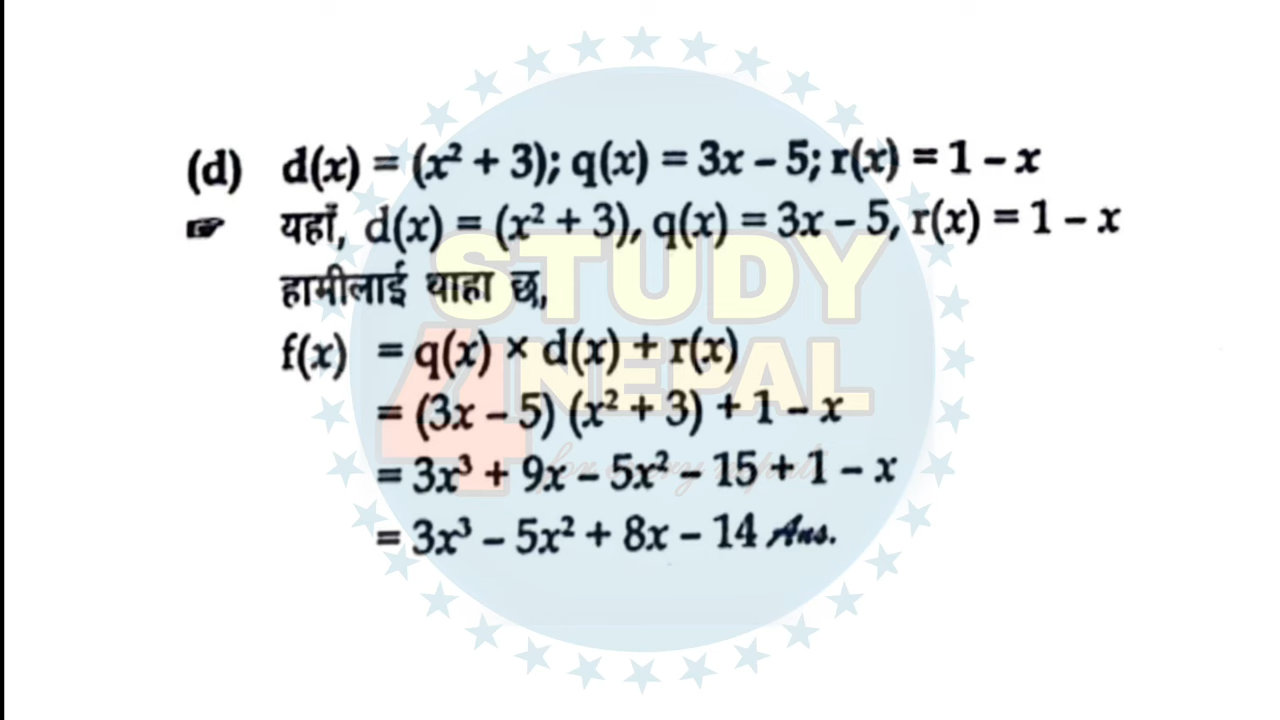 (d) d(x) = (x² + 3); q(x) = 3x – 5; r(x) = 1 – x
☞ यहाँ, d(x) = (x² + 3), q(x) = 3x – 5, r(x) = 1 – x
हामीलाई थाहा छ,
f(x) = q(x) × d(x) + r(x)
= (3x – 5) (x² + 3) + 1 – x
= 3x³ + 9x – 5x² – 15 + 1 – x
= 3x³ – 5x² + 8x – 14 Ans.
STUDY
4 NEPAL